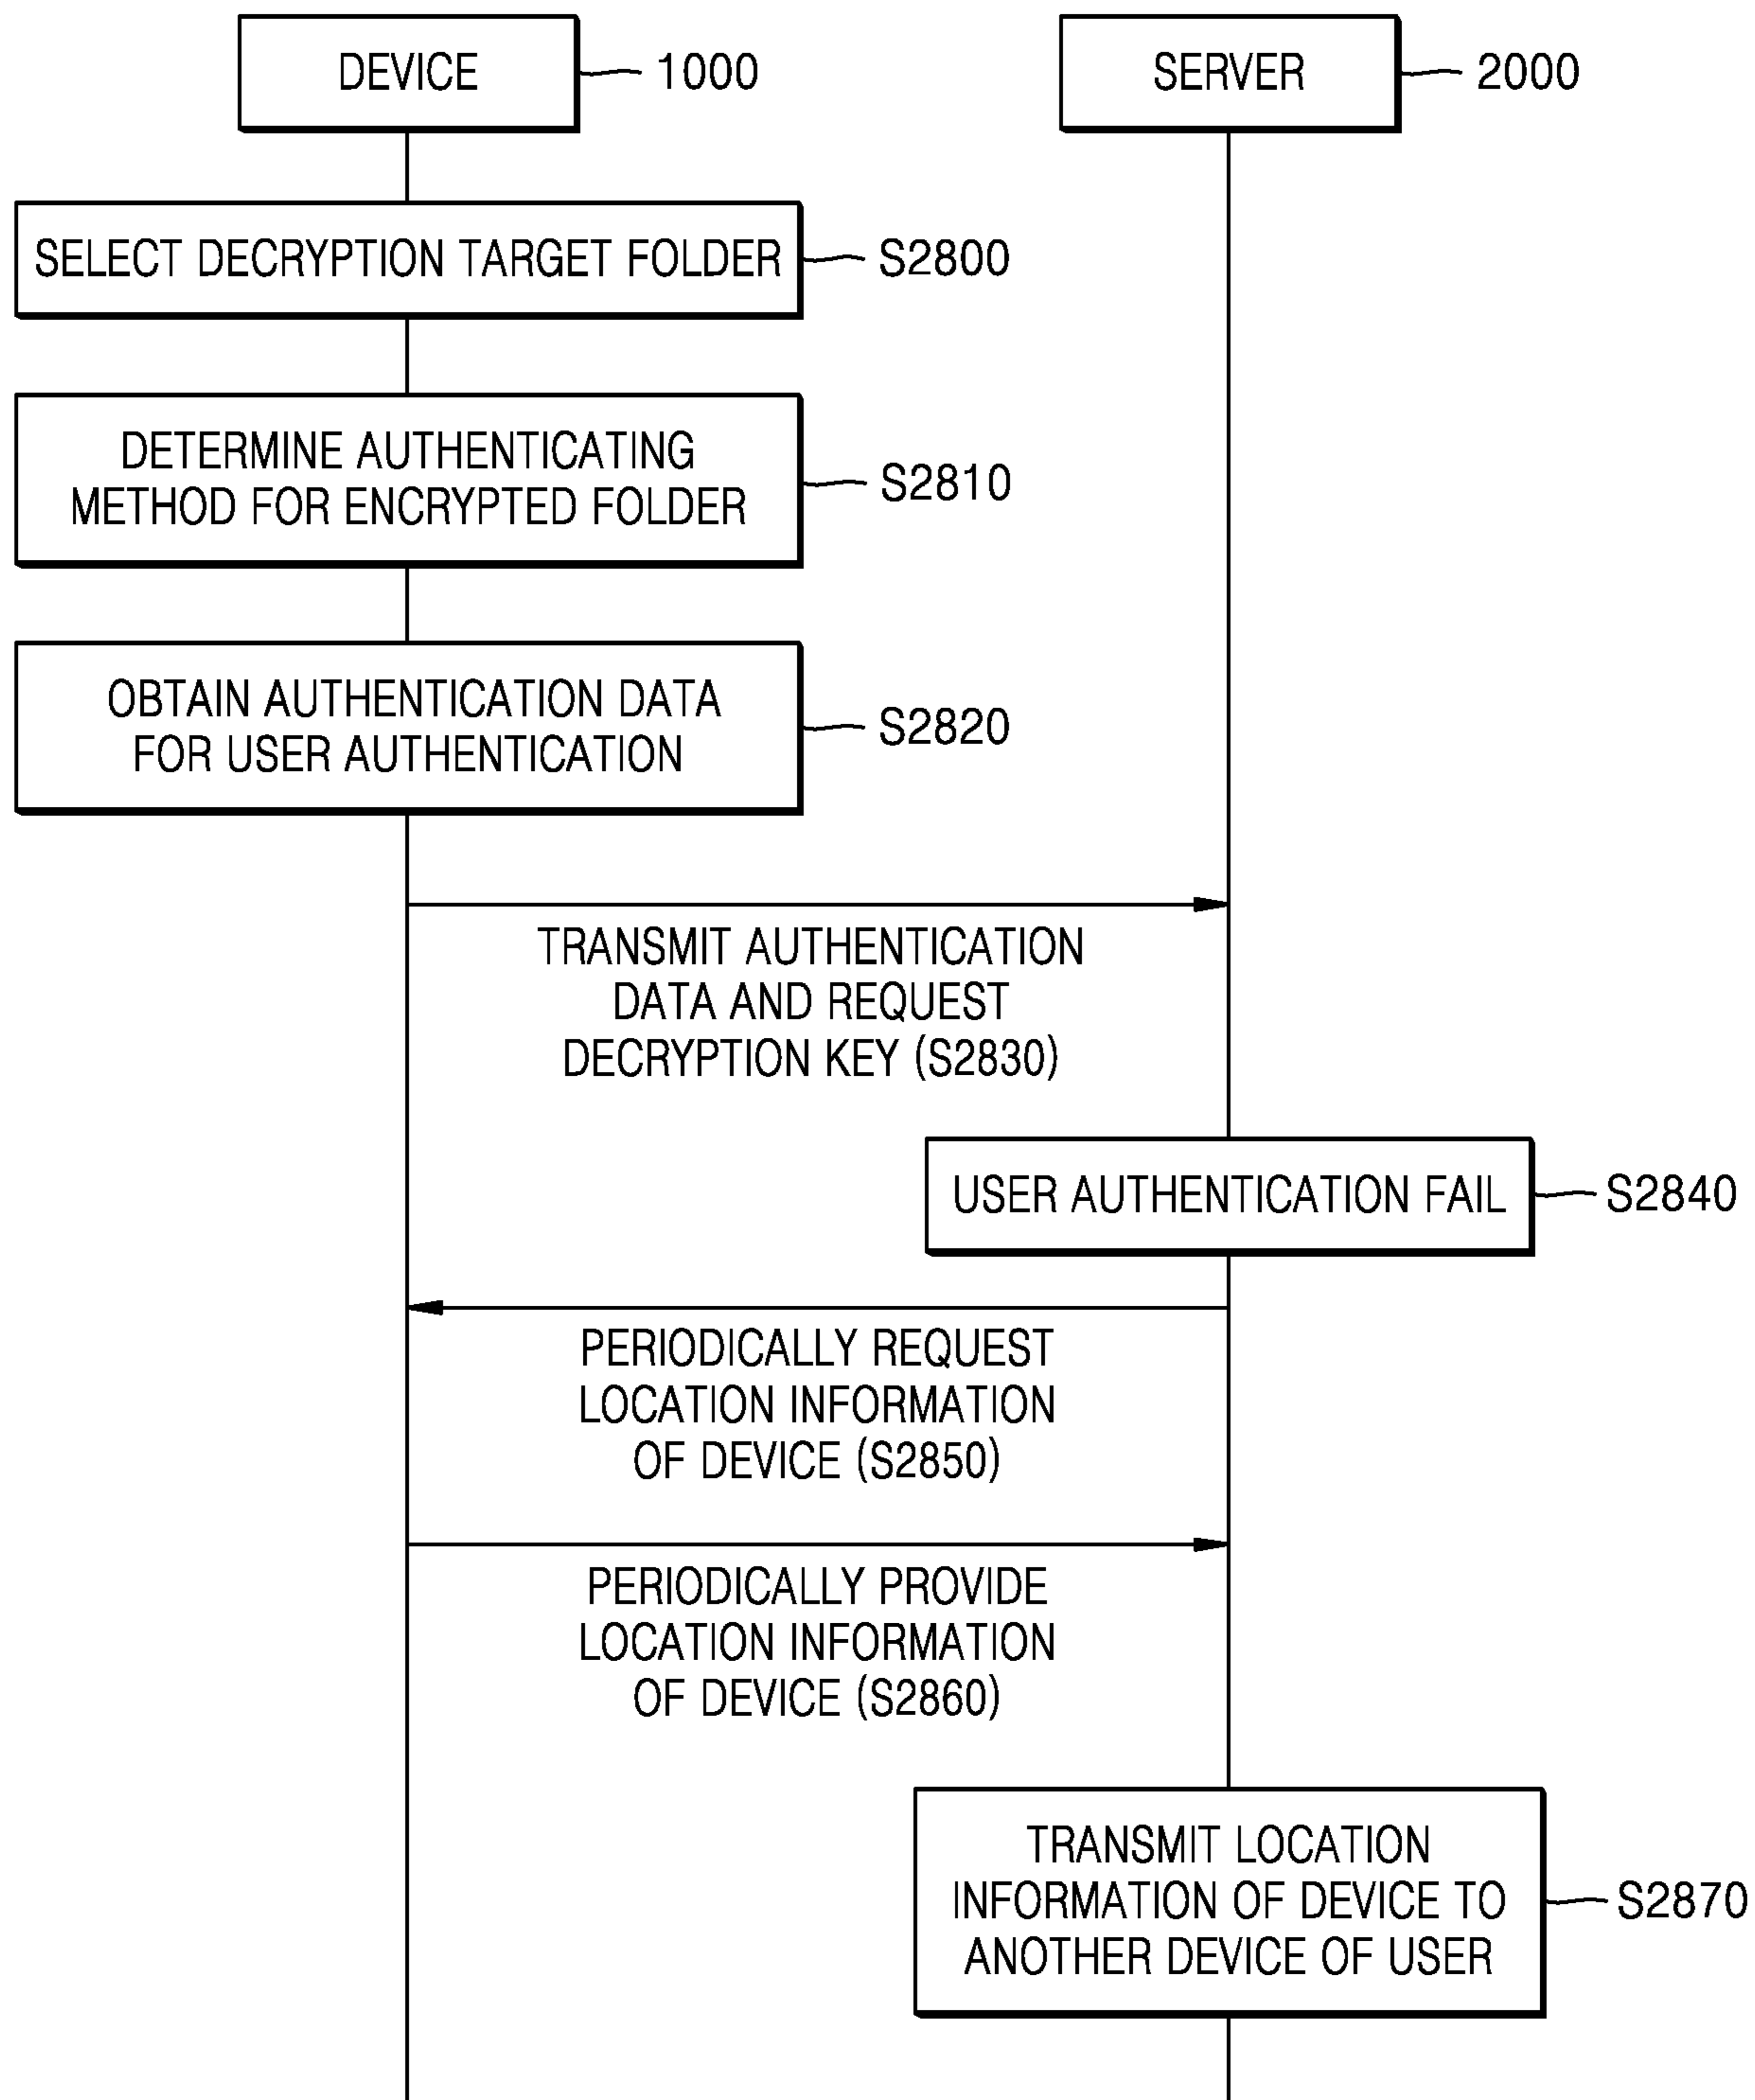 DEVICE
1000
SERVER
2000
SELECT DECRYPTION TARGET FOLDER
S2800
DETERMINE AUTHENTICATING
METHOD FOR ENCRYPTED FOLDER
S2810
OBTAIN AUTHENTICATION DATA
FOR USER AUTHENTICATION
S2820
TRANSMIT AUTHENTICATION
DATA AND REQUEST
DECRYPTION KEY (S2830)
USER AUTHENTICATION FAIL
S2840
PERIODICALLY REQUEST
LOCATION INFORMATION
OF DEVICE (S2850)
PERIODICALLY PROVIDE
LOCATION INFORMATION
OF DEVICE (S2860)
TRANSMIT LOCATION
INFORMATION OF DEVICE TO
ANOTHER DEVICE OF USER
S2870